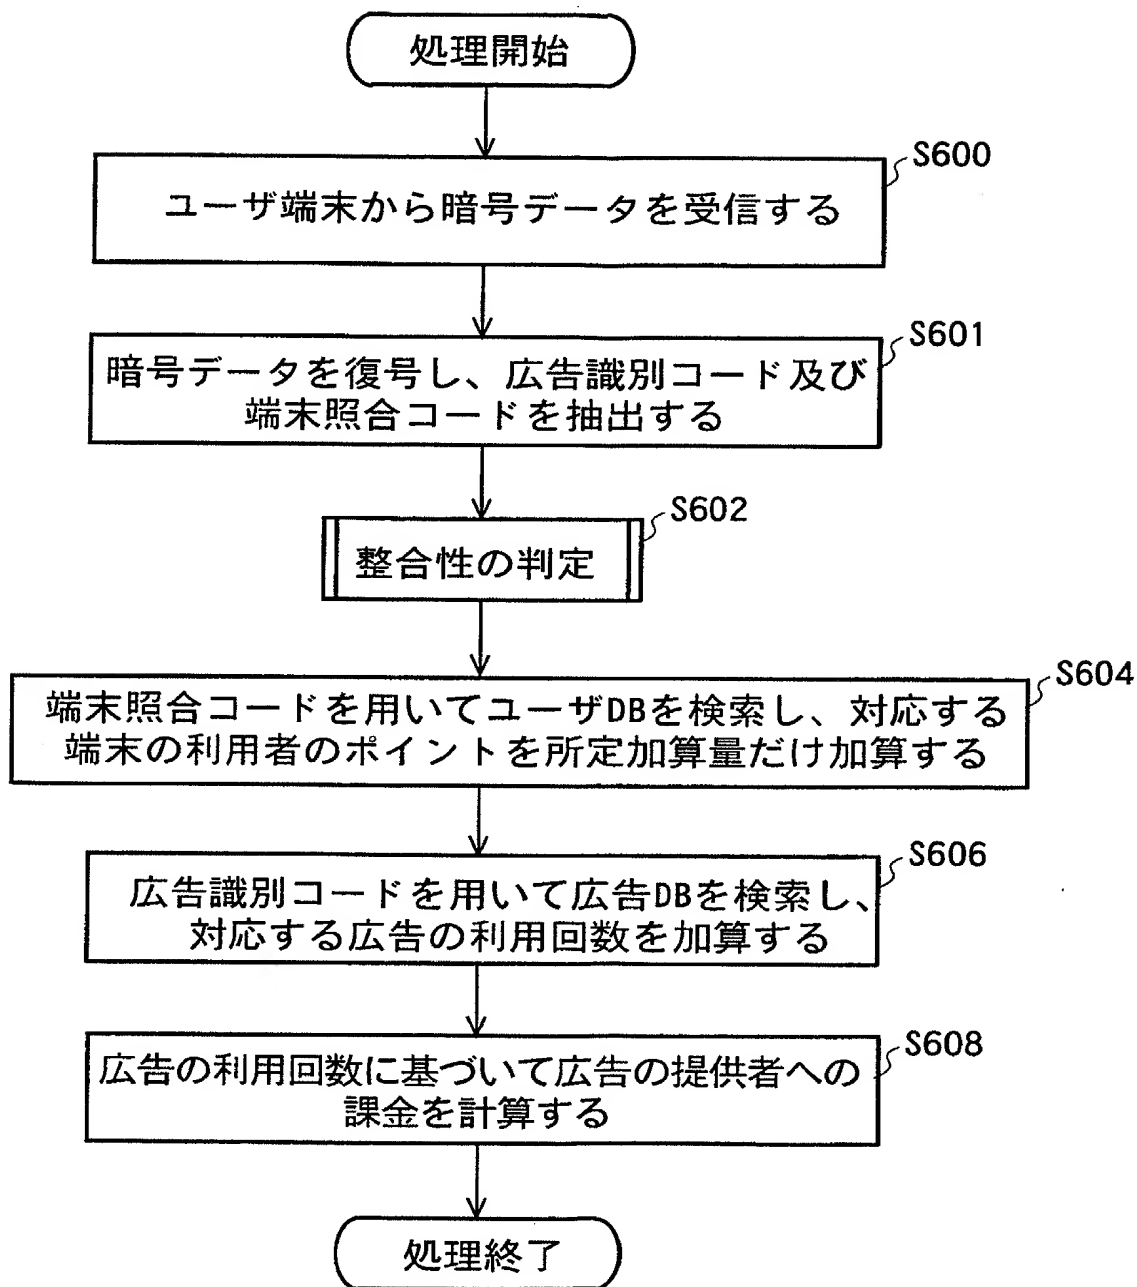 処理開始
S600
ユーザ端末から暗号データを受信する
S601
暗号データを復号し、広告識別コード及び
端末照合コードを抽出する
S602
整合性の判定
S604
端末照合コードを用いてユーザDBを検索し、対応する
端末の利用者のポイントを所定加算量だけ加算する
S606
広告識別コードを用いて広告DBを検索し、
対応する広告の利用回数を加算する
S608
広告の利用回数に基づいて広告の提供者への
課金を計算する
処理終了